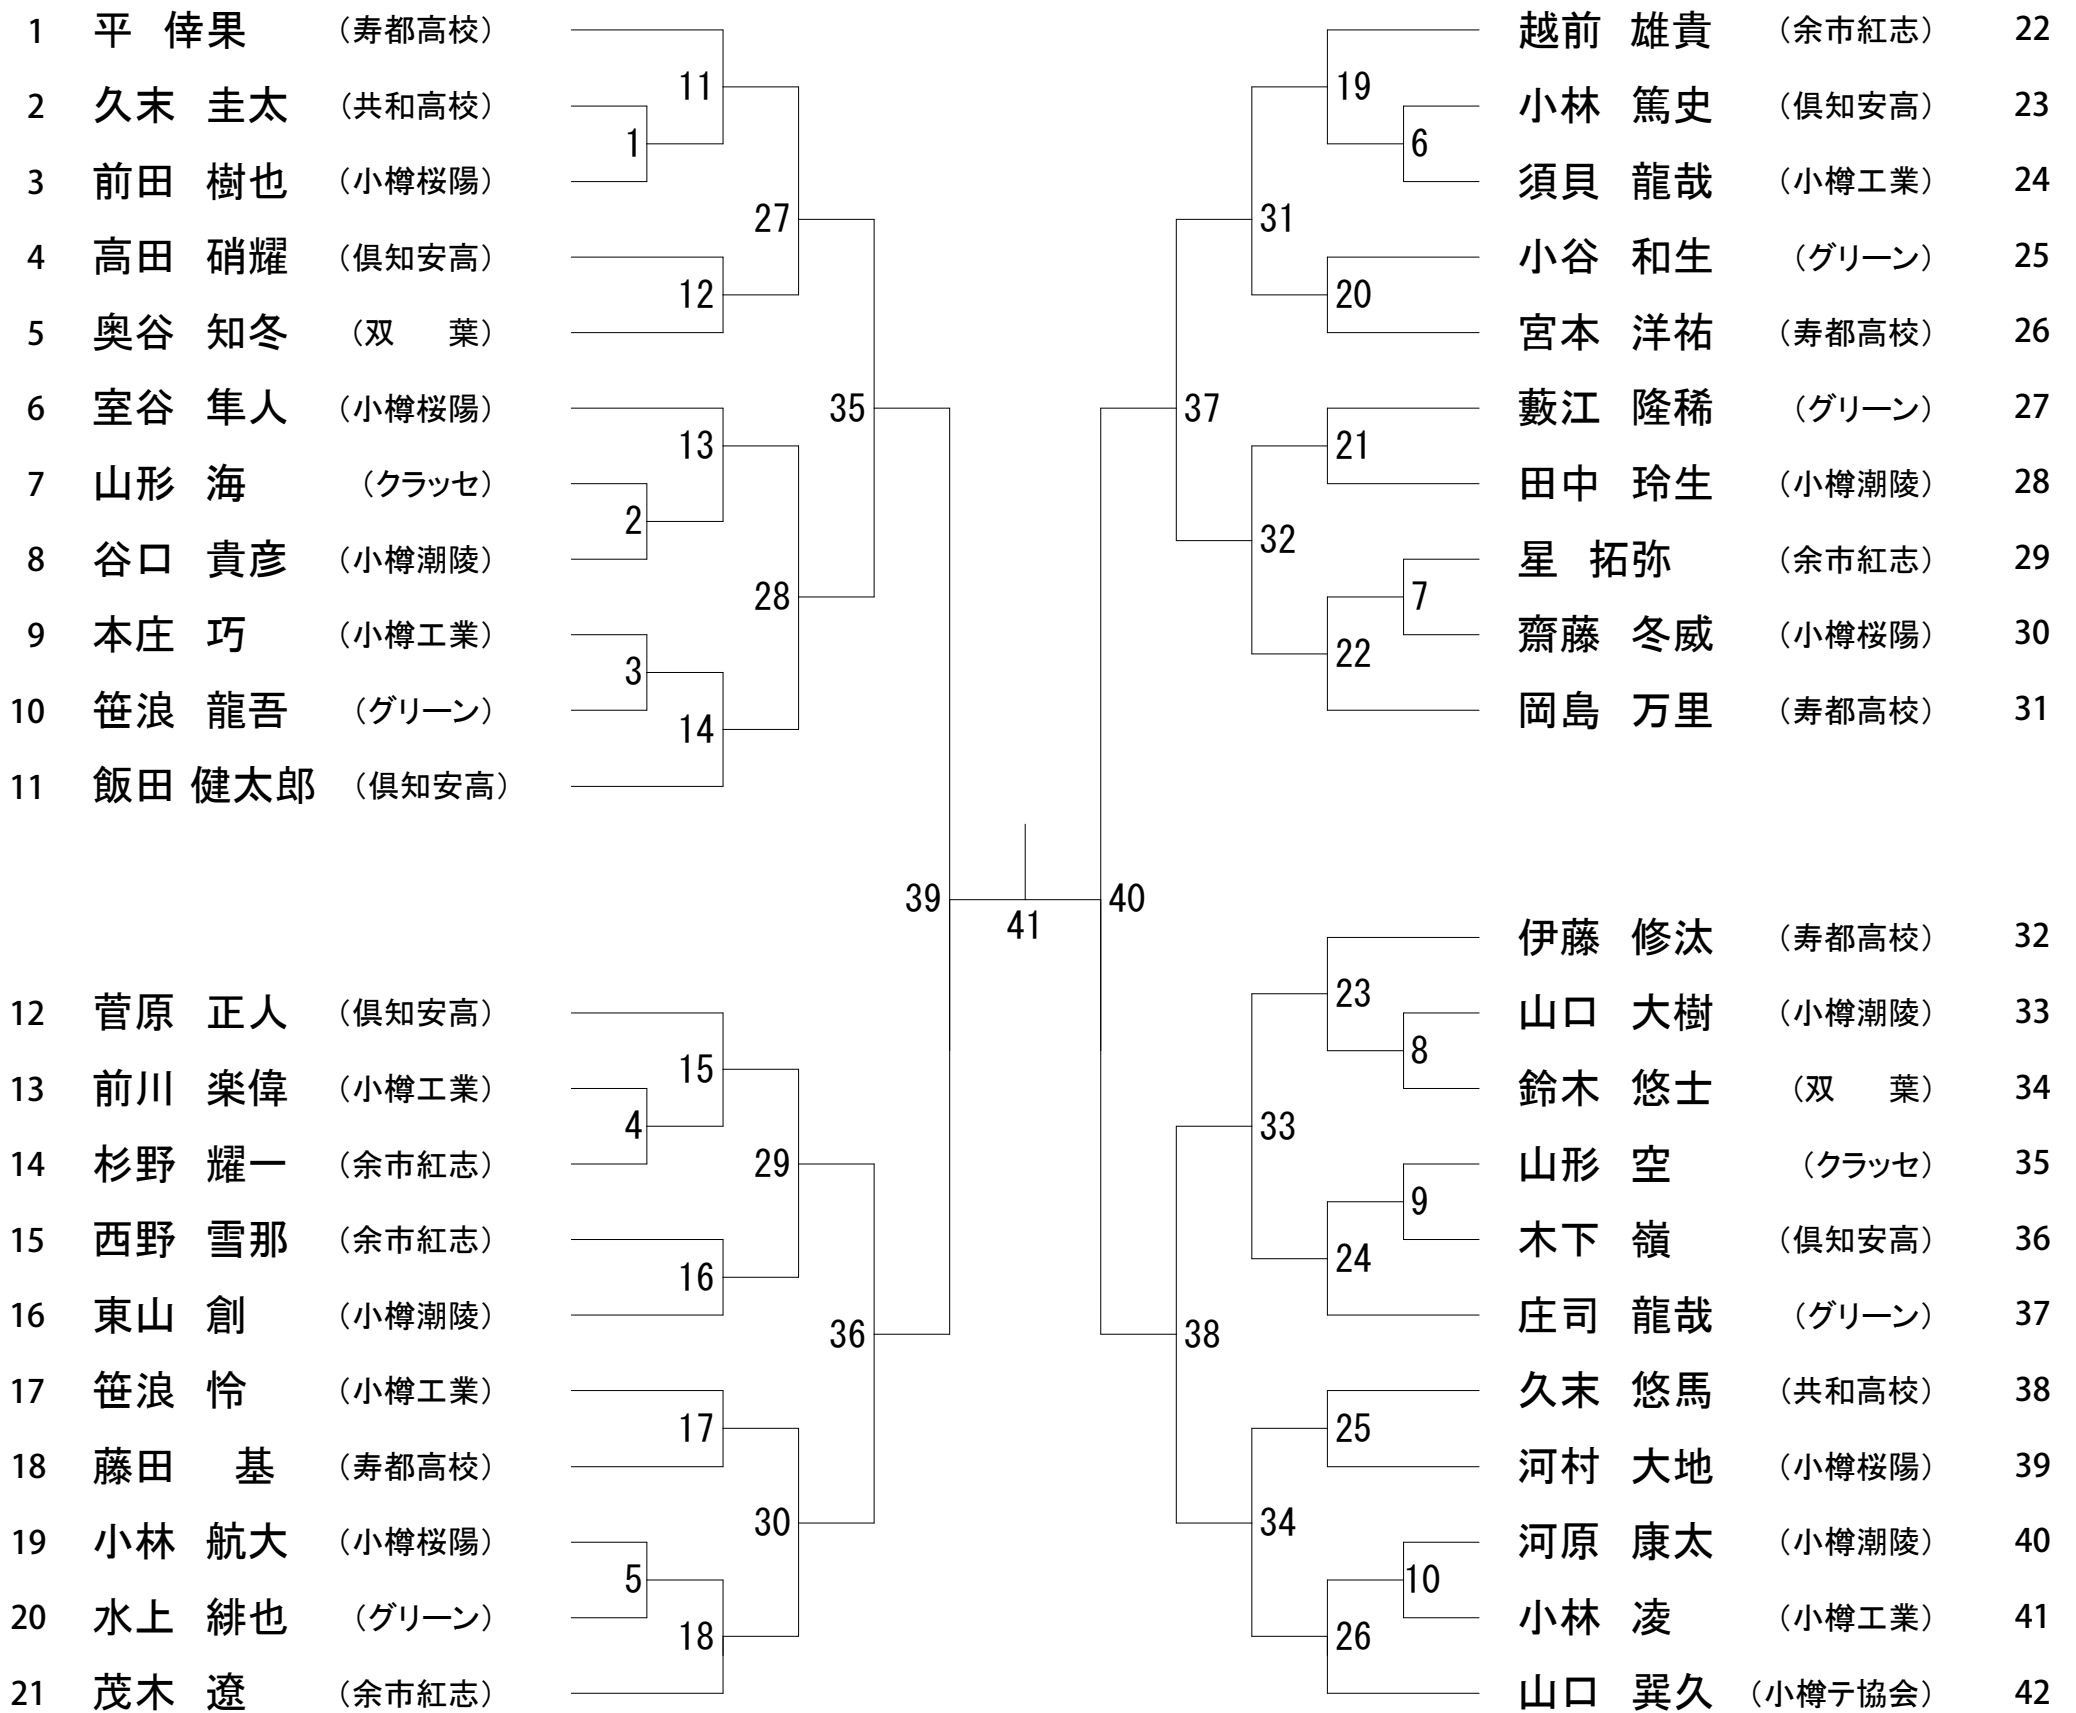 1 平 倖果 （寿都高校）
2 久末 圭太 （共和高校）
3 前田 樹也 （小樽桜陽）
4 高田 硝耀 （倶知安高）
5 奥谷 知冬 （双 葉）
6 室谷 隼人 （小樽桜陽）
7 山形 海 （クラッセ）
8 谷口 貴彦 （小樽潮陵）
9 本庄 巧 （小樽工業）
10 笹浪 龍吾 （グリーン）
11 飯田 健太郎 （倶知安高）
12 菅原 正人 （倶知安高）
13 前川 楽偉 （小樽工業）
14 杉野 耀一 （余市紅志）
15 西野 雪那 （余市紅志）
16 東山 創 （小樽潮陵）
17 笹浪 怜 （小樽工業）
18 藤田 基 （寿都高校）
19 小林 航大 （小樽桜陽）
20 水上 緋也 （グリーン）
21 茂木 遼 （余市紅志）
1
2
3
4
5
11
12
13
14
15
16
17
18
27
28
29
30
35
36
39
41
40
37
38
31
32
33
34
19
20
21
22
23
24
25
26
6
7
8
9
10
越前 雄貴 （余市紅志） 22
小林 篤史 （倶知安高） 23
須貝 龍哉 （小樽工業） 24
小谷 和生 （グリーン） 25
宮本 洋祐 （寿都高校） 26
藪江 隆稀 （グリーン） 27
田中 玲生 （小樽潮陵） 28
星 拓弥 （余市紅志） 29
齋藤 冬威 （小樽桜陽） 30
岡島 万里 （寿都高校） 31
伊藤 修汰 （寿都高校） 32
山口 大樹 （小樽潮陵） 33
鈴木 悠士 （双 葉） 34
山形 空 （クラッセ） 35
木下 嶺 （倶知安高） 36
庄司 龍哉 （グリーン） 37
久末 悠馬 （共和高校） 38
河村 大地 （小樽桜陽） 39
河原 康太 （小樽潮陵） 40
小林 凌 （小樽工業） 41
山口 巽久 （小樽テ協会） 42